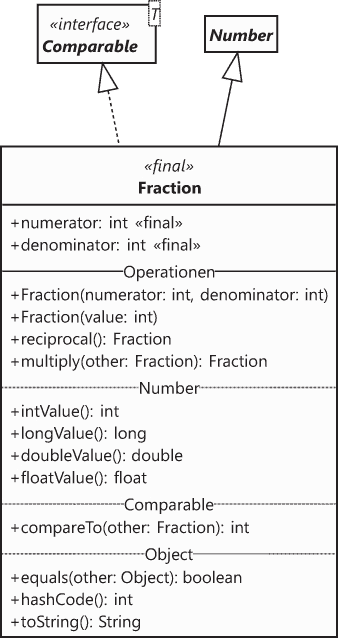 «interface»
Comparable
T
Number
«final»
Fraction
+numerator: int «final»
+denominator: int «final»
Operationen
+Fraction(numerator: int, denominator: int)
+Fraction(value: int)
+reciprocal(): Fraction
+multiply(other: Fraction): Fraction
Number
+intValue(): int
+longValue(): long
+doubleValue(): double
+floatValue(): float
Comparable
+compareTo(other: Fraction): int
Object
+equals(other: Object): boolean
+hashCode(): int
+toString(): String